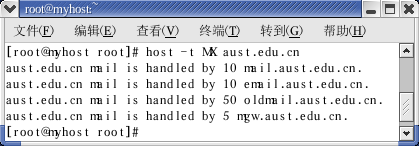 root@myhost:~
文件(F) 编辑(E) 查看(V) 终端(T) 转到(G) 帮助(H)
[root@myhost root]# host -t MX aust.edu.cn
aust.edu.cn mail is handled by 10 mail.aust.edu.cn.
aust.edu.cn mail is handled by 10 email.aust.edu.cn.
aust.edu.cn mail is handled by 50 oldmail.aust.edu.cn.
aust.edu.cn mail is handled by 5 mgw.aust.edu.cn.
[root@myhost root]#